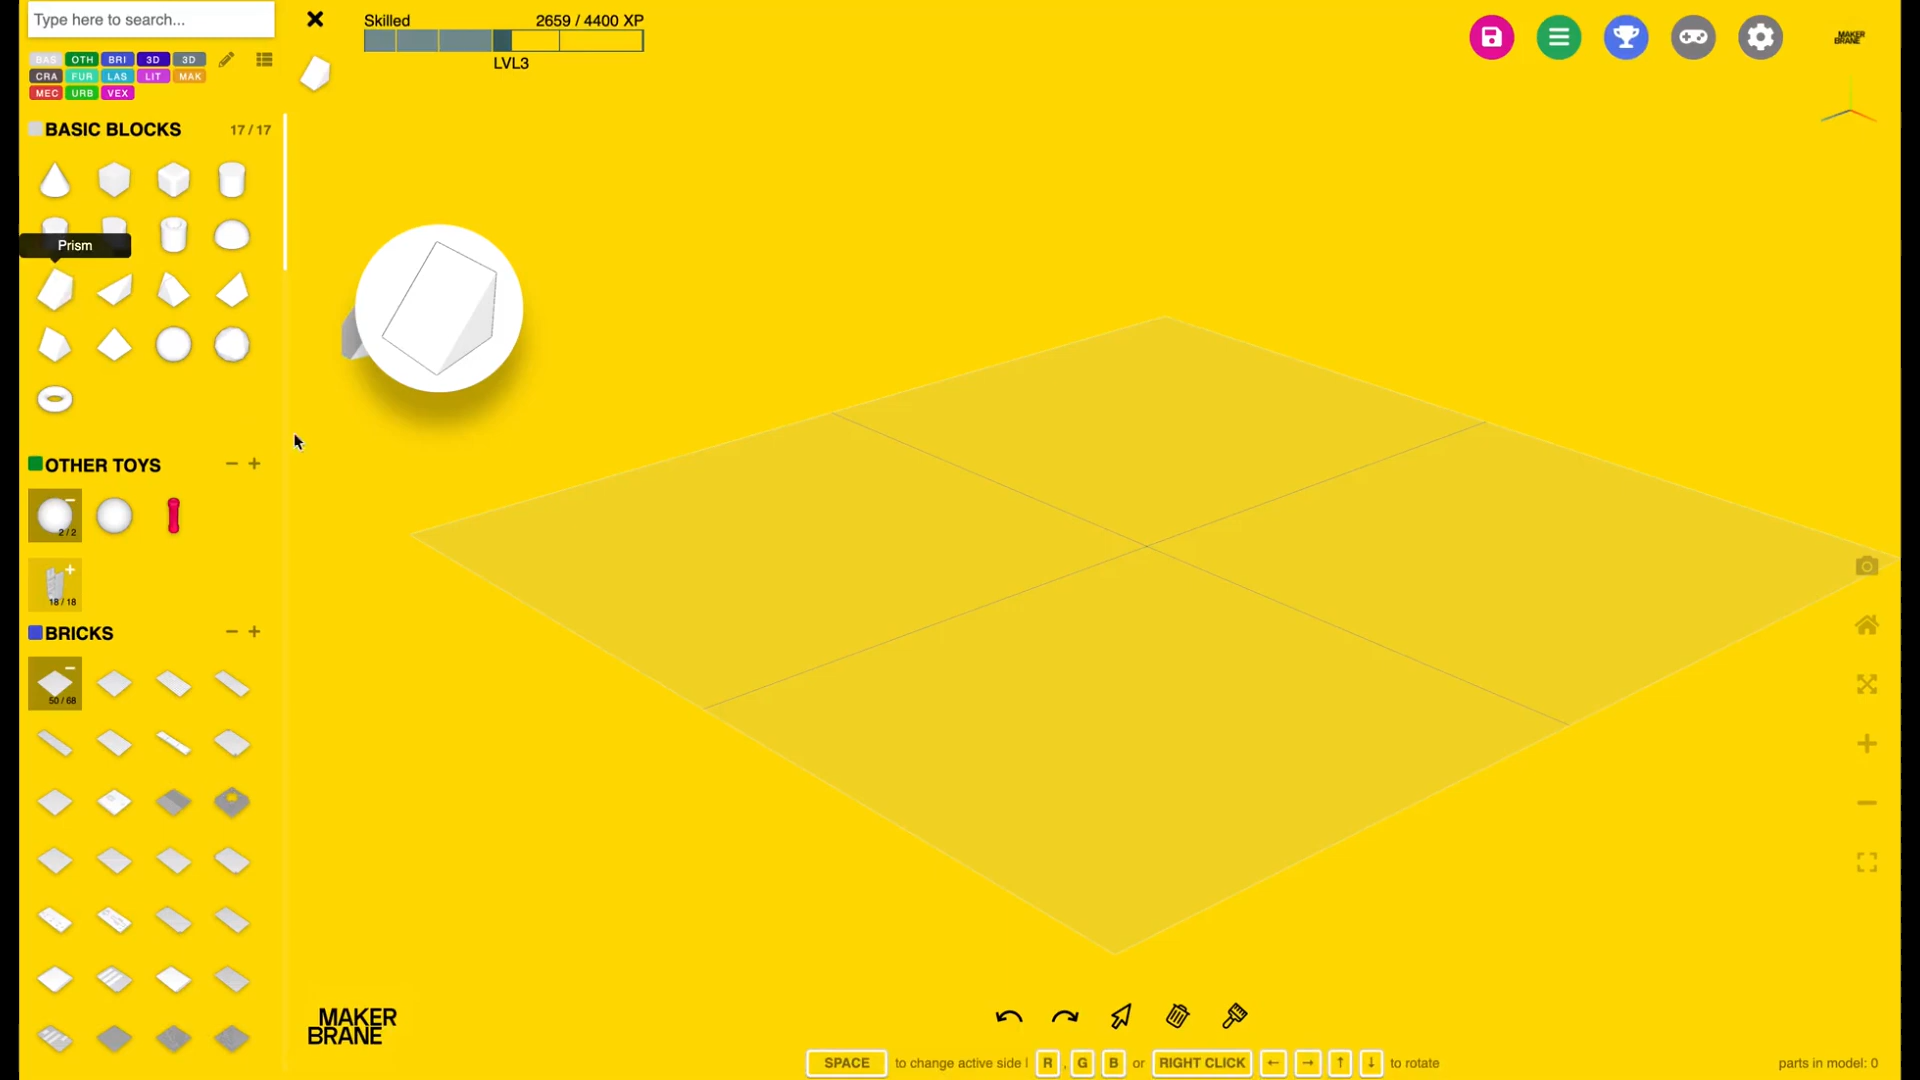 Type here to search...
Skilled
2659 / 4400 XP
LVL3
MAKER
BRANE
BAS OTH BRI 3D 3D
CRA FUR LAS LIT MAK
MEC URB VEX
BASIC BLOCKS 17 / 17
Prism
OTHER TOYS − +
2 / 2
18 / 18
BRICKS − +
50 / 68
MAKER
BRANE
SPACE to change active side | R , G B or RIGHT CLICK ← → ↑ ↓ to rotate
parts in model: 0